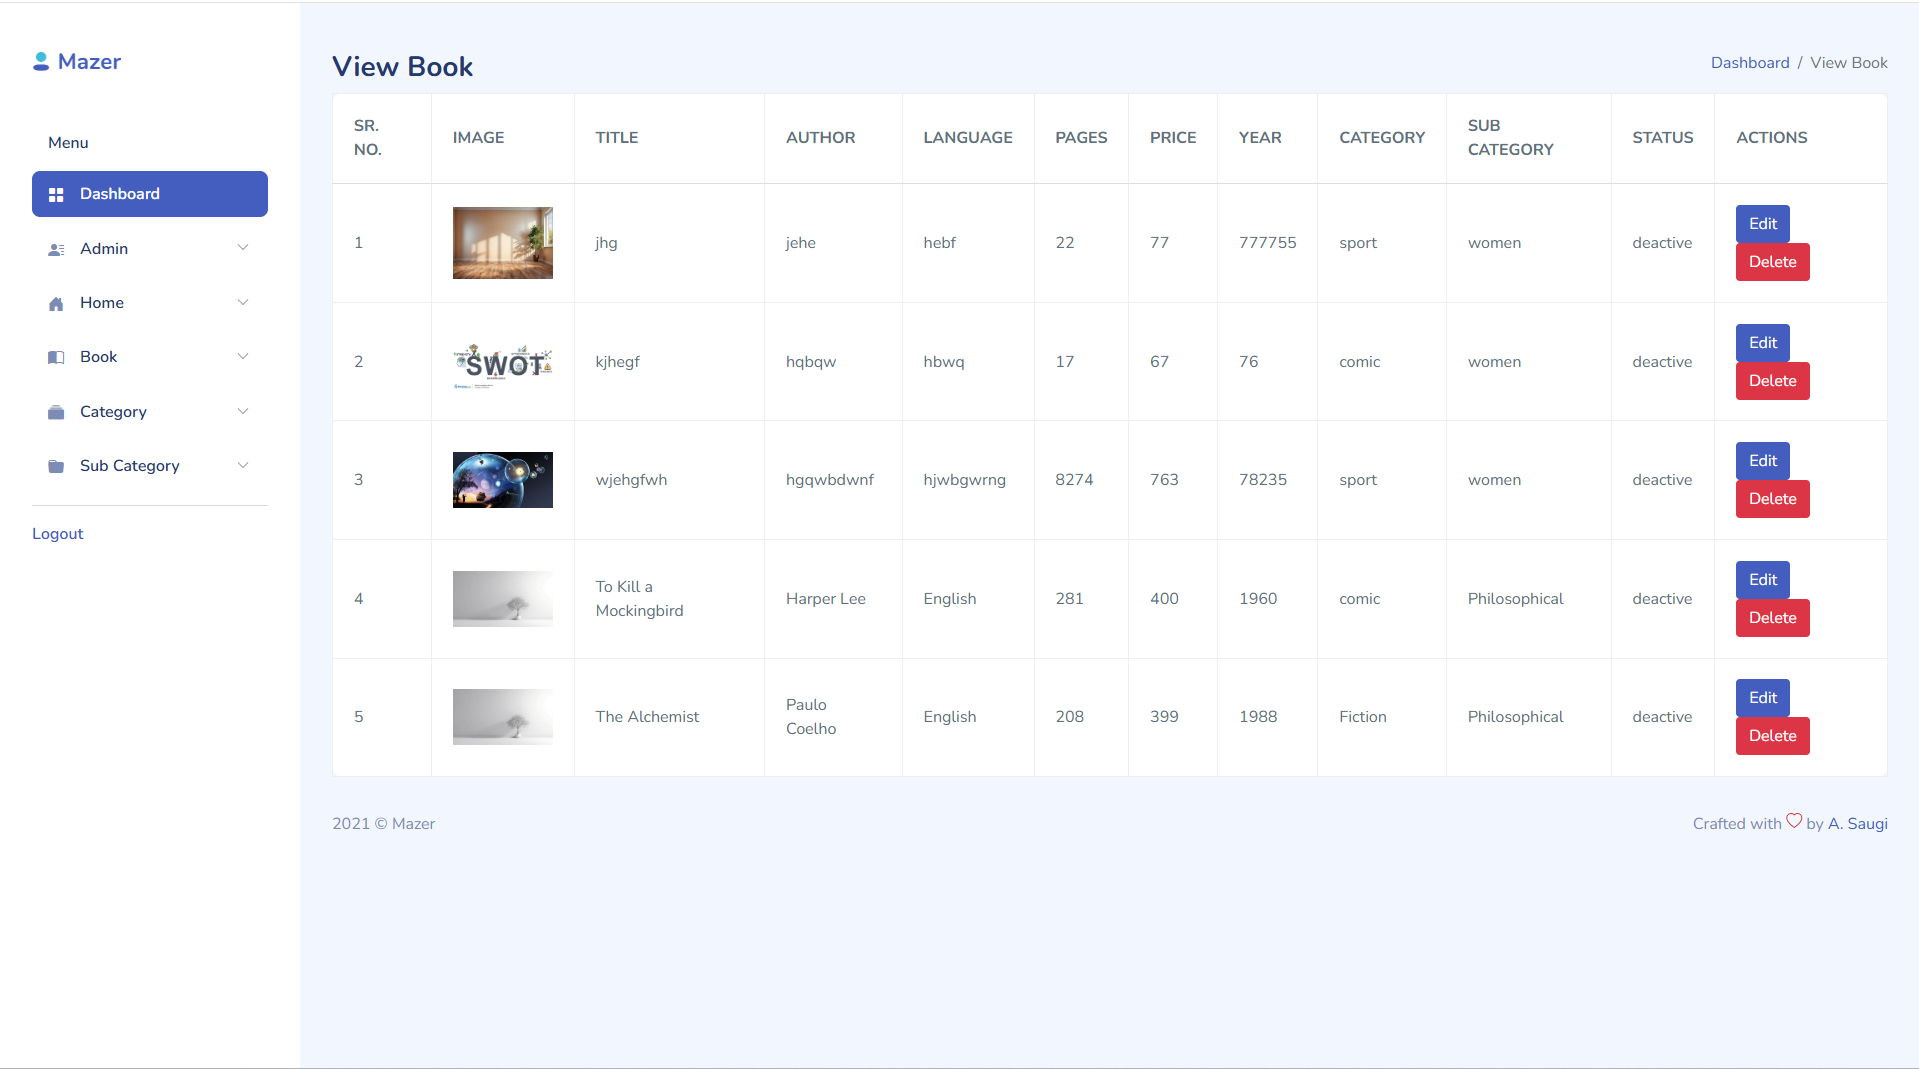 Mazer
Menu
Dashboard
Admin
Home
Book
Category
Sub Category
Logout
View Book
Dashboard / View Book
SR. NO. IMAGE TITLE AUTHOR LANGUAGE PAGES PRICE YEAR CATEGORY SUB CATEGORY STATUS ACTIONS
1 jhg jehe hebf 22 77 777755 sport women deactive Edit Delete
2 SWOT kjhegf hqbqw hbwq 17 67 76 comic women deactive Edit Delete
3 wjehgfwh hgqwbdwnf hjwbgwrng 8274 763 78235 sport women deactive Edit Delete
4 To Kill a Mockingbird Harper Lee English 281 400 1960 comic Philosophical deactive Edit Delete
5 The Alchemist Paulo Coelho English 208 399 1988 Fiction Philosophical deactive Edit Delete
2021 © Mazer
Crafted with by A. Saugi